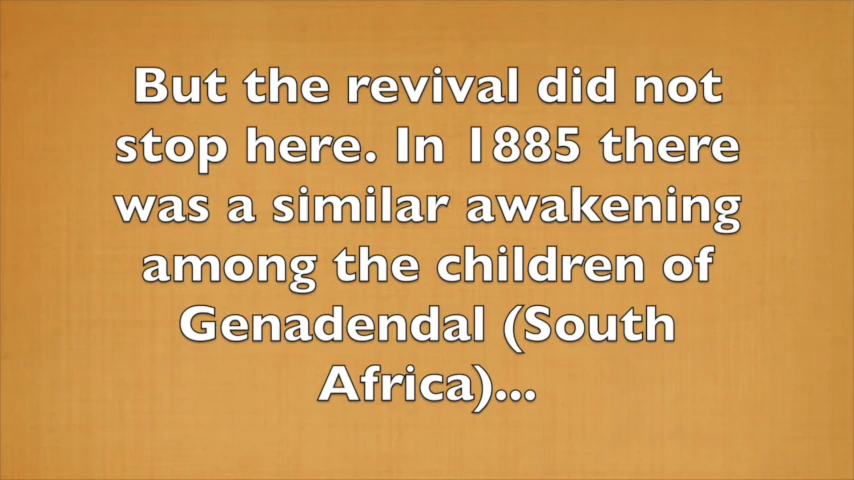 But the revival did not
stop here. In 1885 there
was a similar awakening
among the children of
Genadendal (South
Africa)...